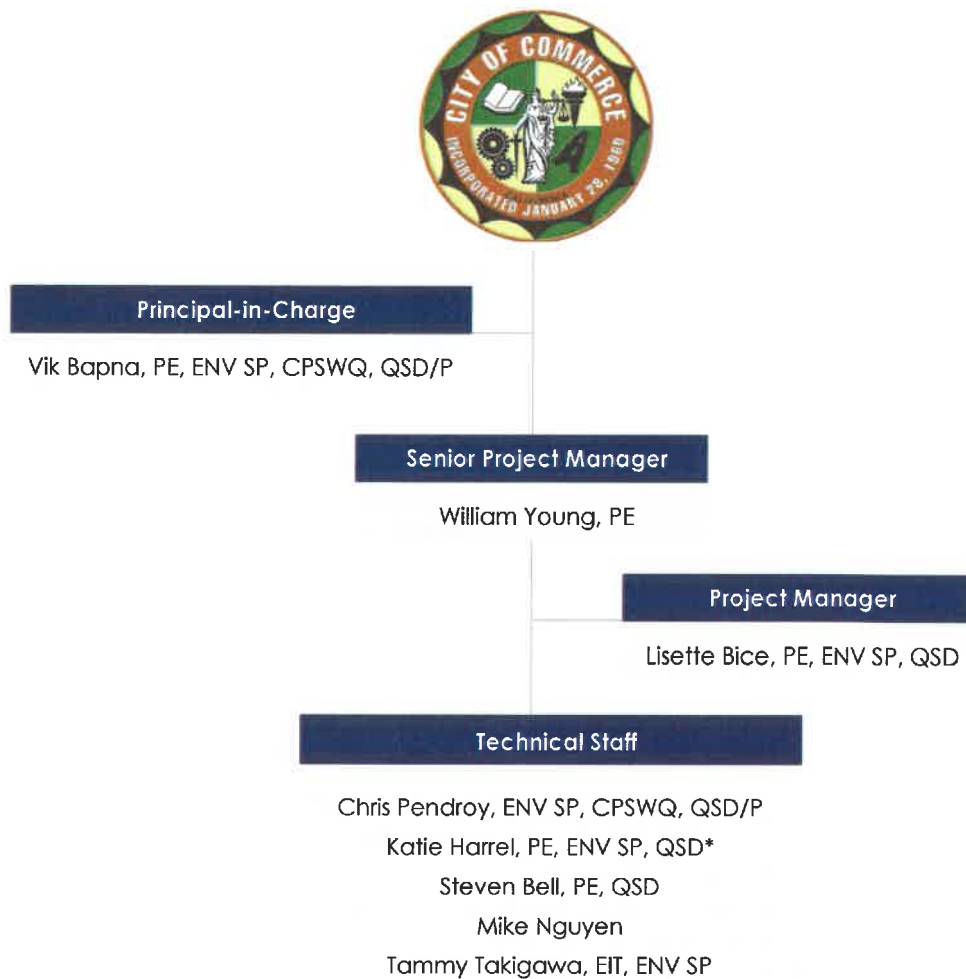 CITY OF COMMERCE
INCORPORATED JANUARY 28, 1960
Principal-in-Charge
Vik Bapna, PE, ENV SP, CPSWQ, QSD/P
Senior Project Manager
William Young, PE
Project Manager
Lisette Bice, PE, ENV SP, QSD
Technical Staff
Chris Pendroy, ENV SP, CPSWQ, QSD/P
Katie Harrel, PE, ENV SP, QSD*
Steven Bell, PE, QSD
Mike Nguyen
Tammy Takigawa, EIT, ENV SP